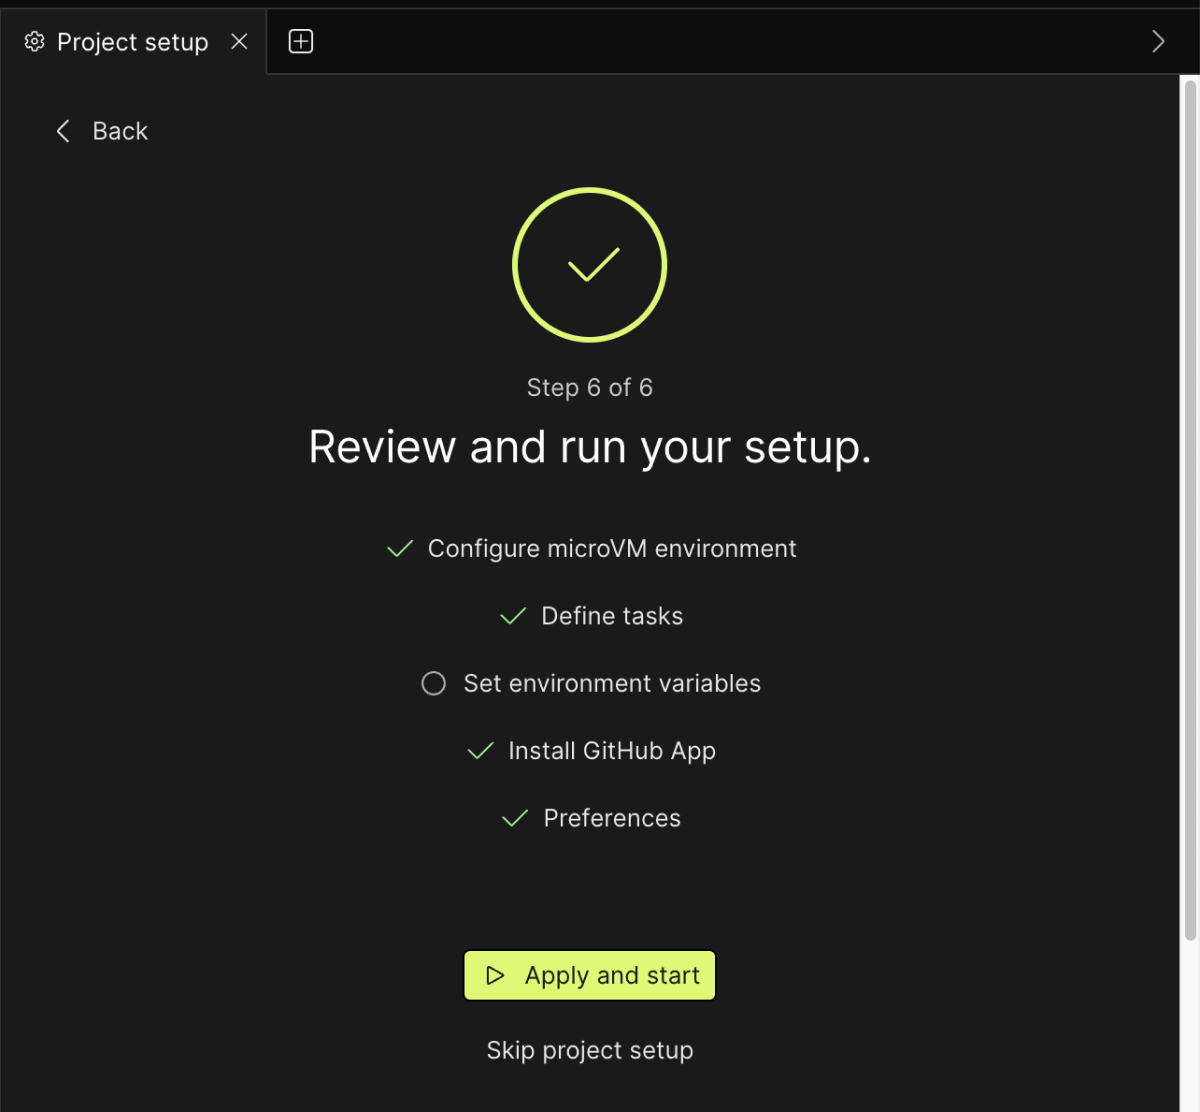 Project setup
Back
Step 6 of 6
Review and run your setup.
Configure microVM environment
Define tasks
Set environment variables
Install GitHub App
Preferences
Apply and start
Skip project setup